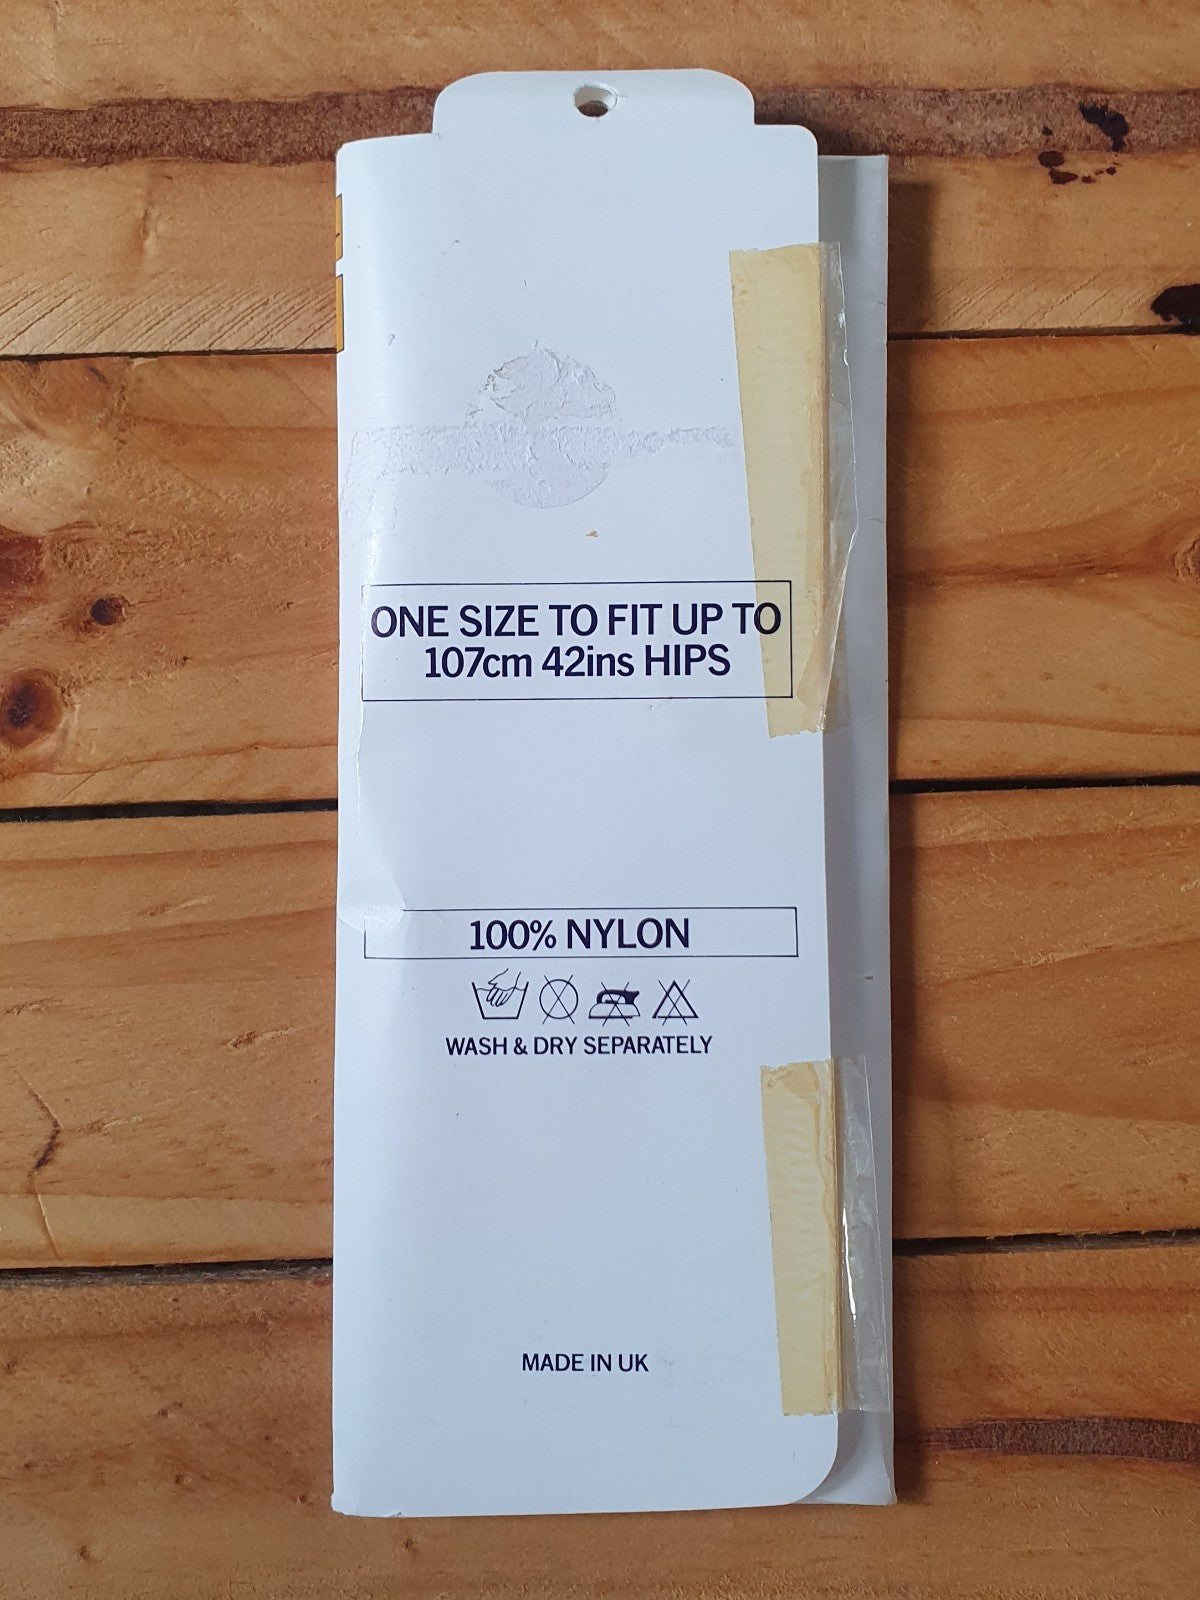 ONE SIZE TO FIT UP TO
107cm 42ins HIPS
100% NYLON
WASH & DRY SEPARATELY
MADE IN UK